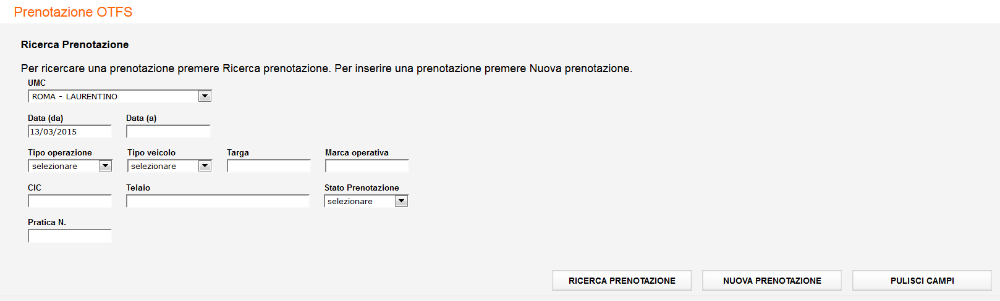 Prenotazione OTFS
Ricerca Prenotazione
Per ricercare una prenotazione premere Ricerca prenotazione. Per inserire una prenotazione premere Nuova prenotazione.
UMC
ROMA - LAURENTINO
Data (da) Data (a)
13/03/2015
Tipo operazione Tipo veicolo Targa Marca operativa
selezionare selezionare
CIC Telaio Stato Prenotazione
selezionare
Pratica N.
RICERCA PRENOTAZIONE NUOVA PRENOTAZIONE PULISCI CAMPI